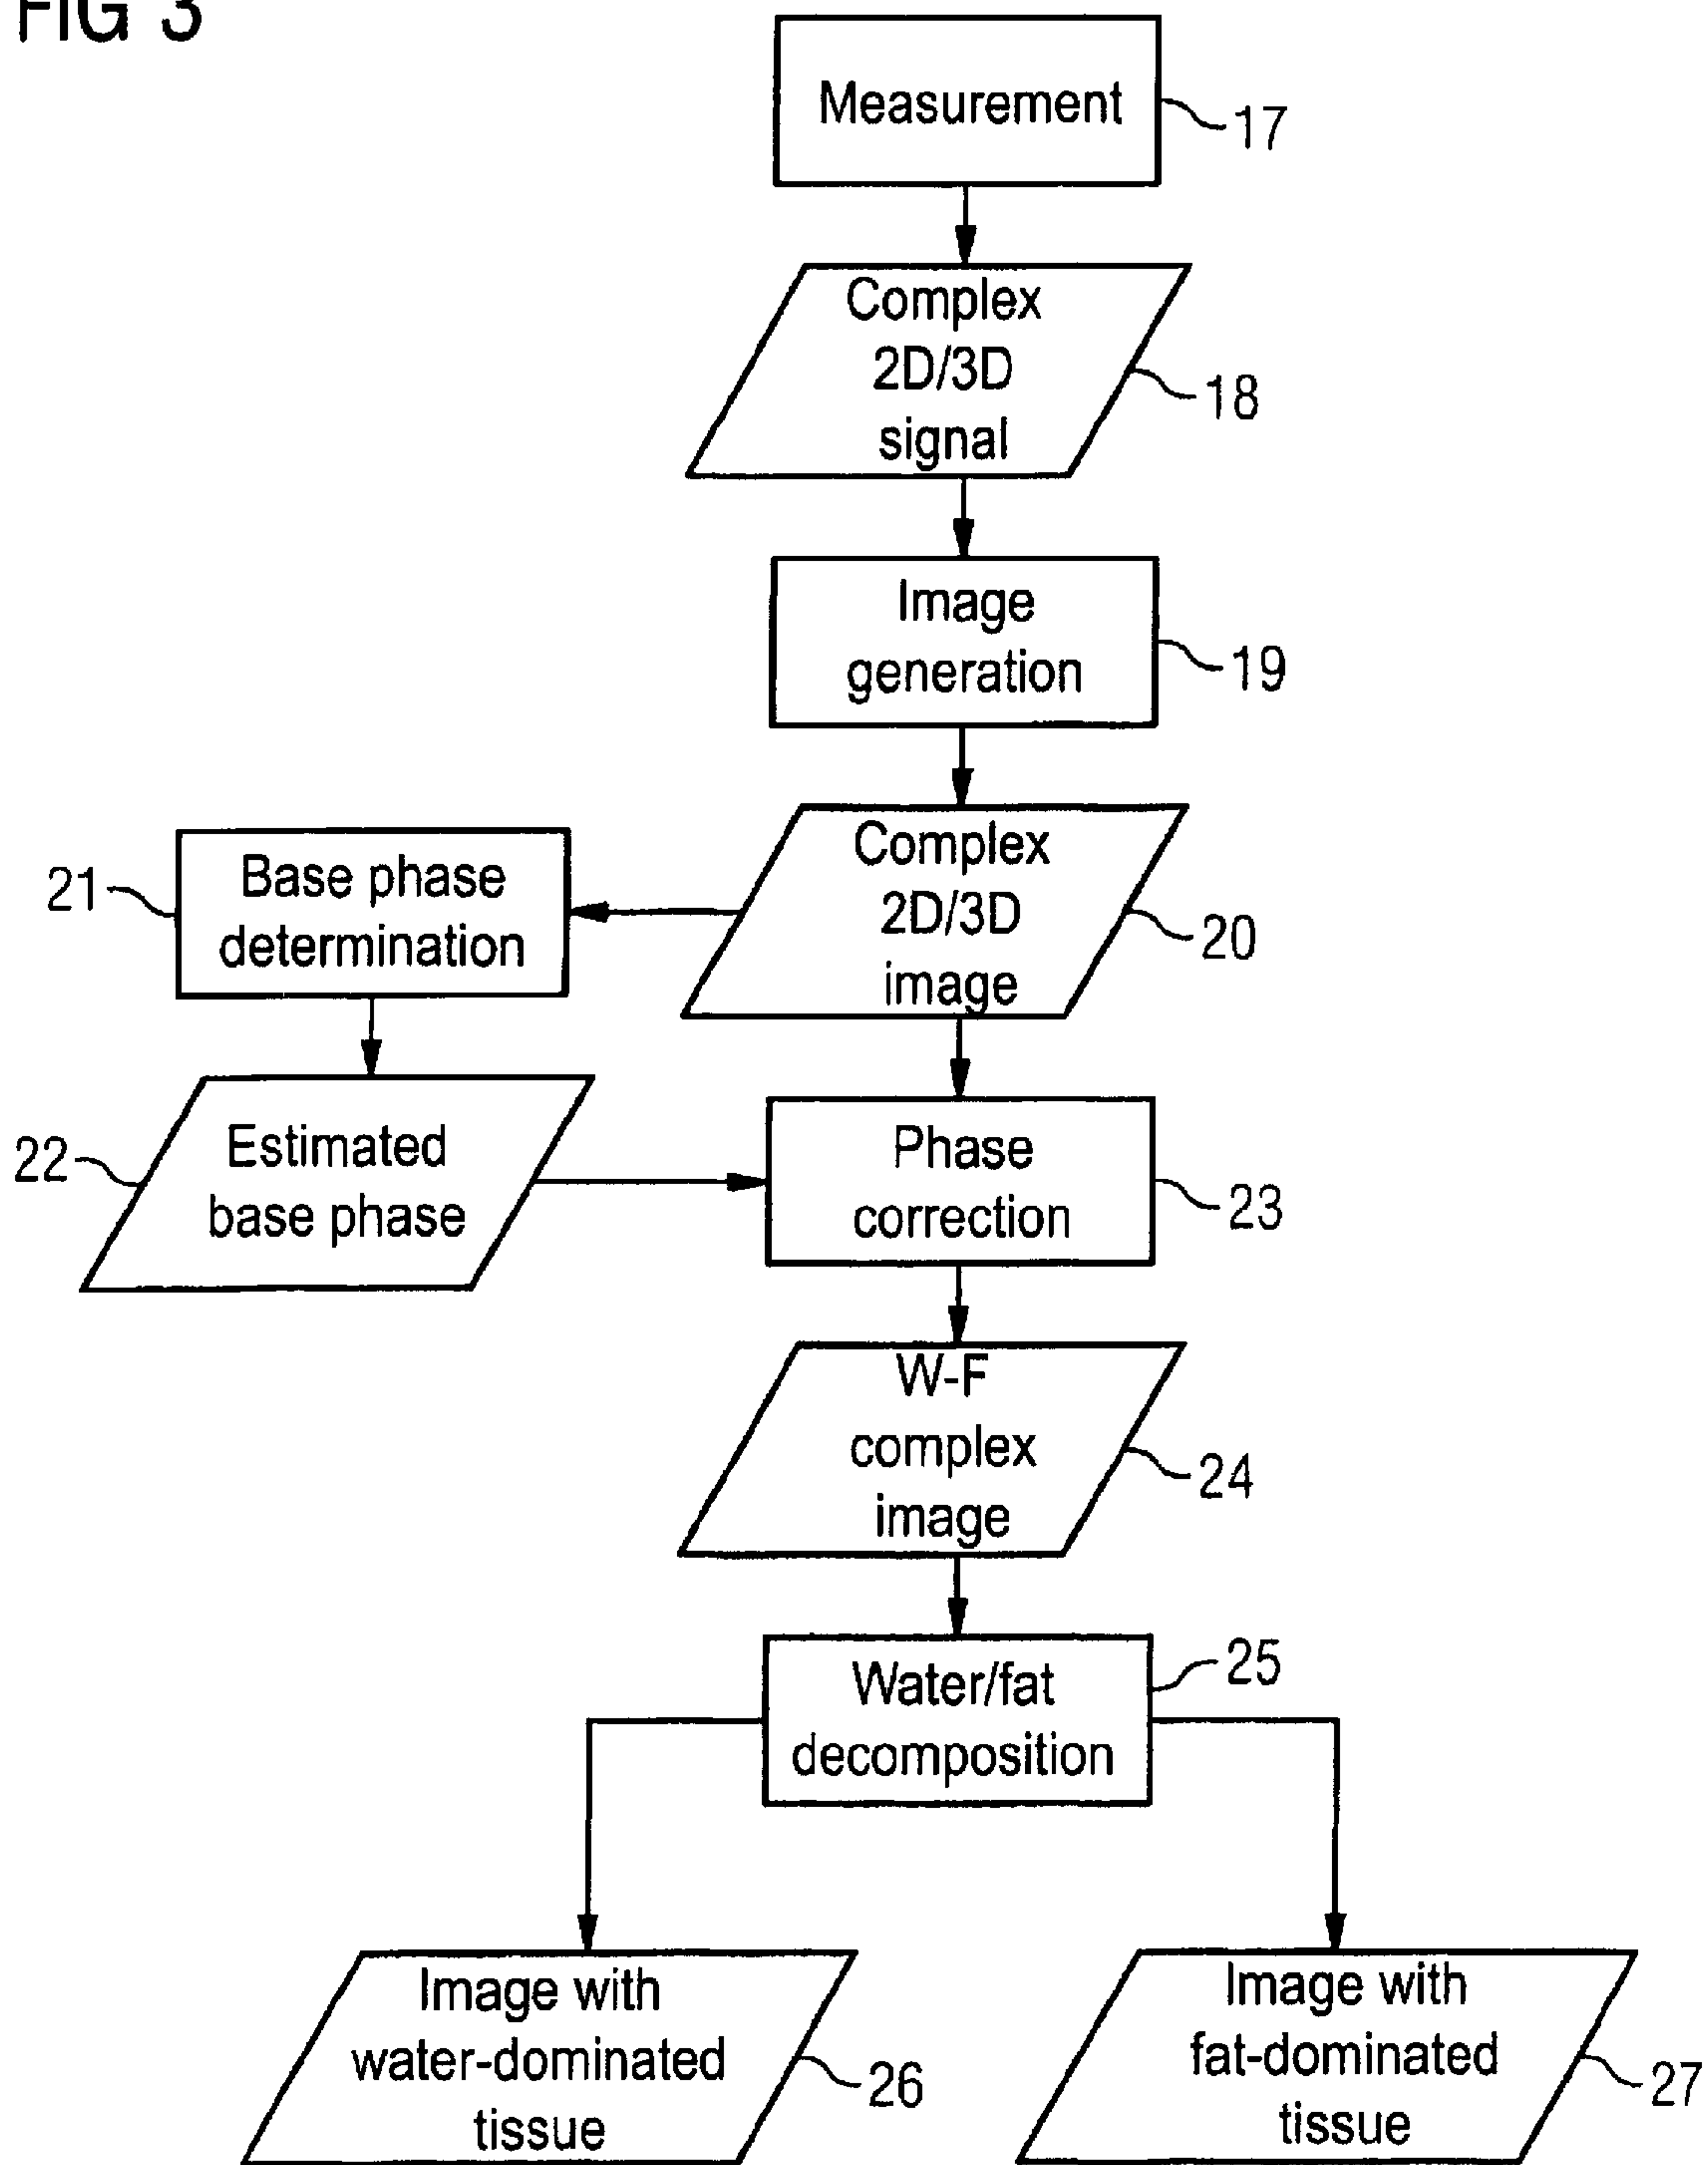 FIG 3
Measurement
17
Complex
2D/3D
signal
18
Image
generation
19
Complex
2D/3D
image
20
21
Base phase
determination
22
Estimated
base phase
Phase
correction
23
W-F
complex
image
24
Water/fat
decomposition
25
Image with
water-dominated
tissue
26
Image with
fat-dominated
tissue
27